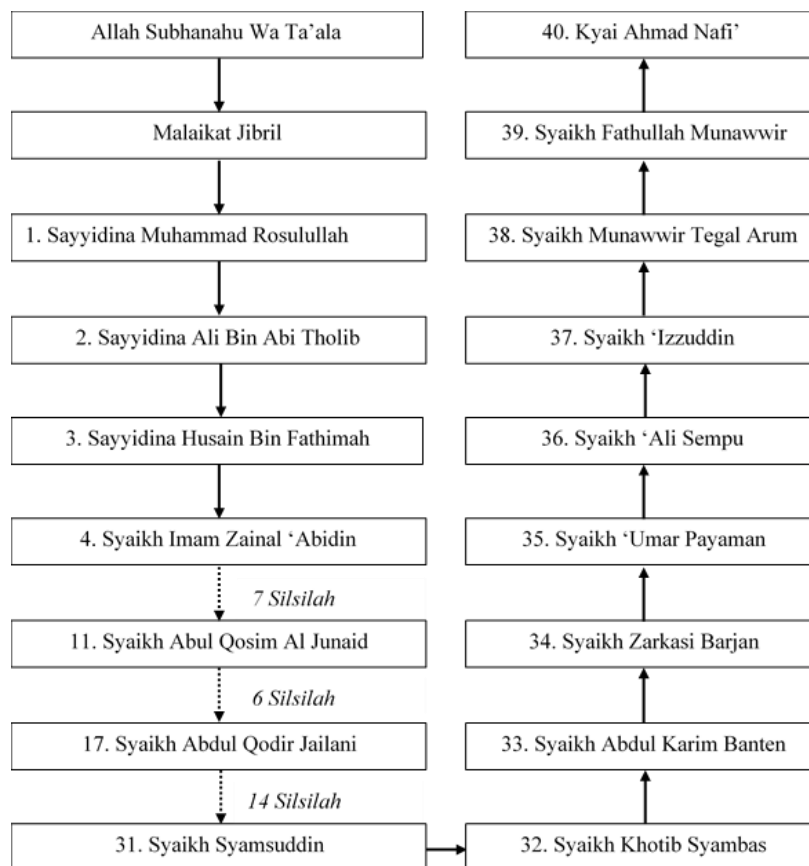 Allah Subhanahu Wa Ta’ala
Malaikat Jibril
1. Sayyidina Muhammad Rosulullah
2. Sayyidina Ali Bin Abi Tholib
3. Sayyidina Husain Bin Fathimah
4. Syaikh Imam Zainal ‘Abidin
7 Silsilah
11. Syaikh Abul Qosim Al Junaid
6 Silsilah
17. Syaikh Abdul Qodir Jailani
14 Silsilah
31. Syaikh Syamsuddin
32. Syaikh Khotib Syambas
33. Syaikh Abdul Karim Banten
34. Syaikh Zarkasi Barjan
35. Syaikh ‘Umar Payaman
36. Syaikh ‘Ali Sempu
37. Syaikh ‘Izzuddin
38. Syaikh Munawwir Tegal Arum
39. Syaikh Fathullah Munawwir
40. Kyai Ahmad Nafi’